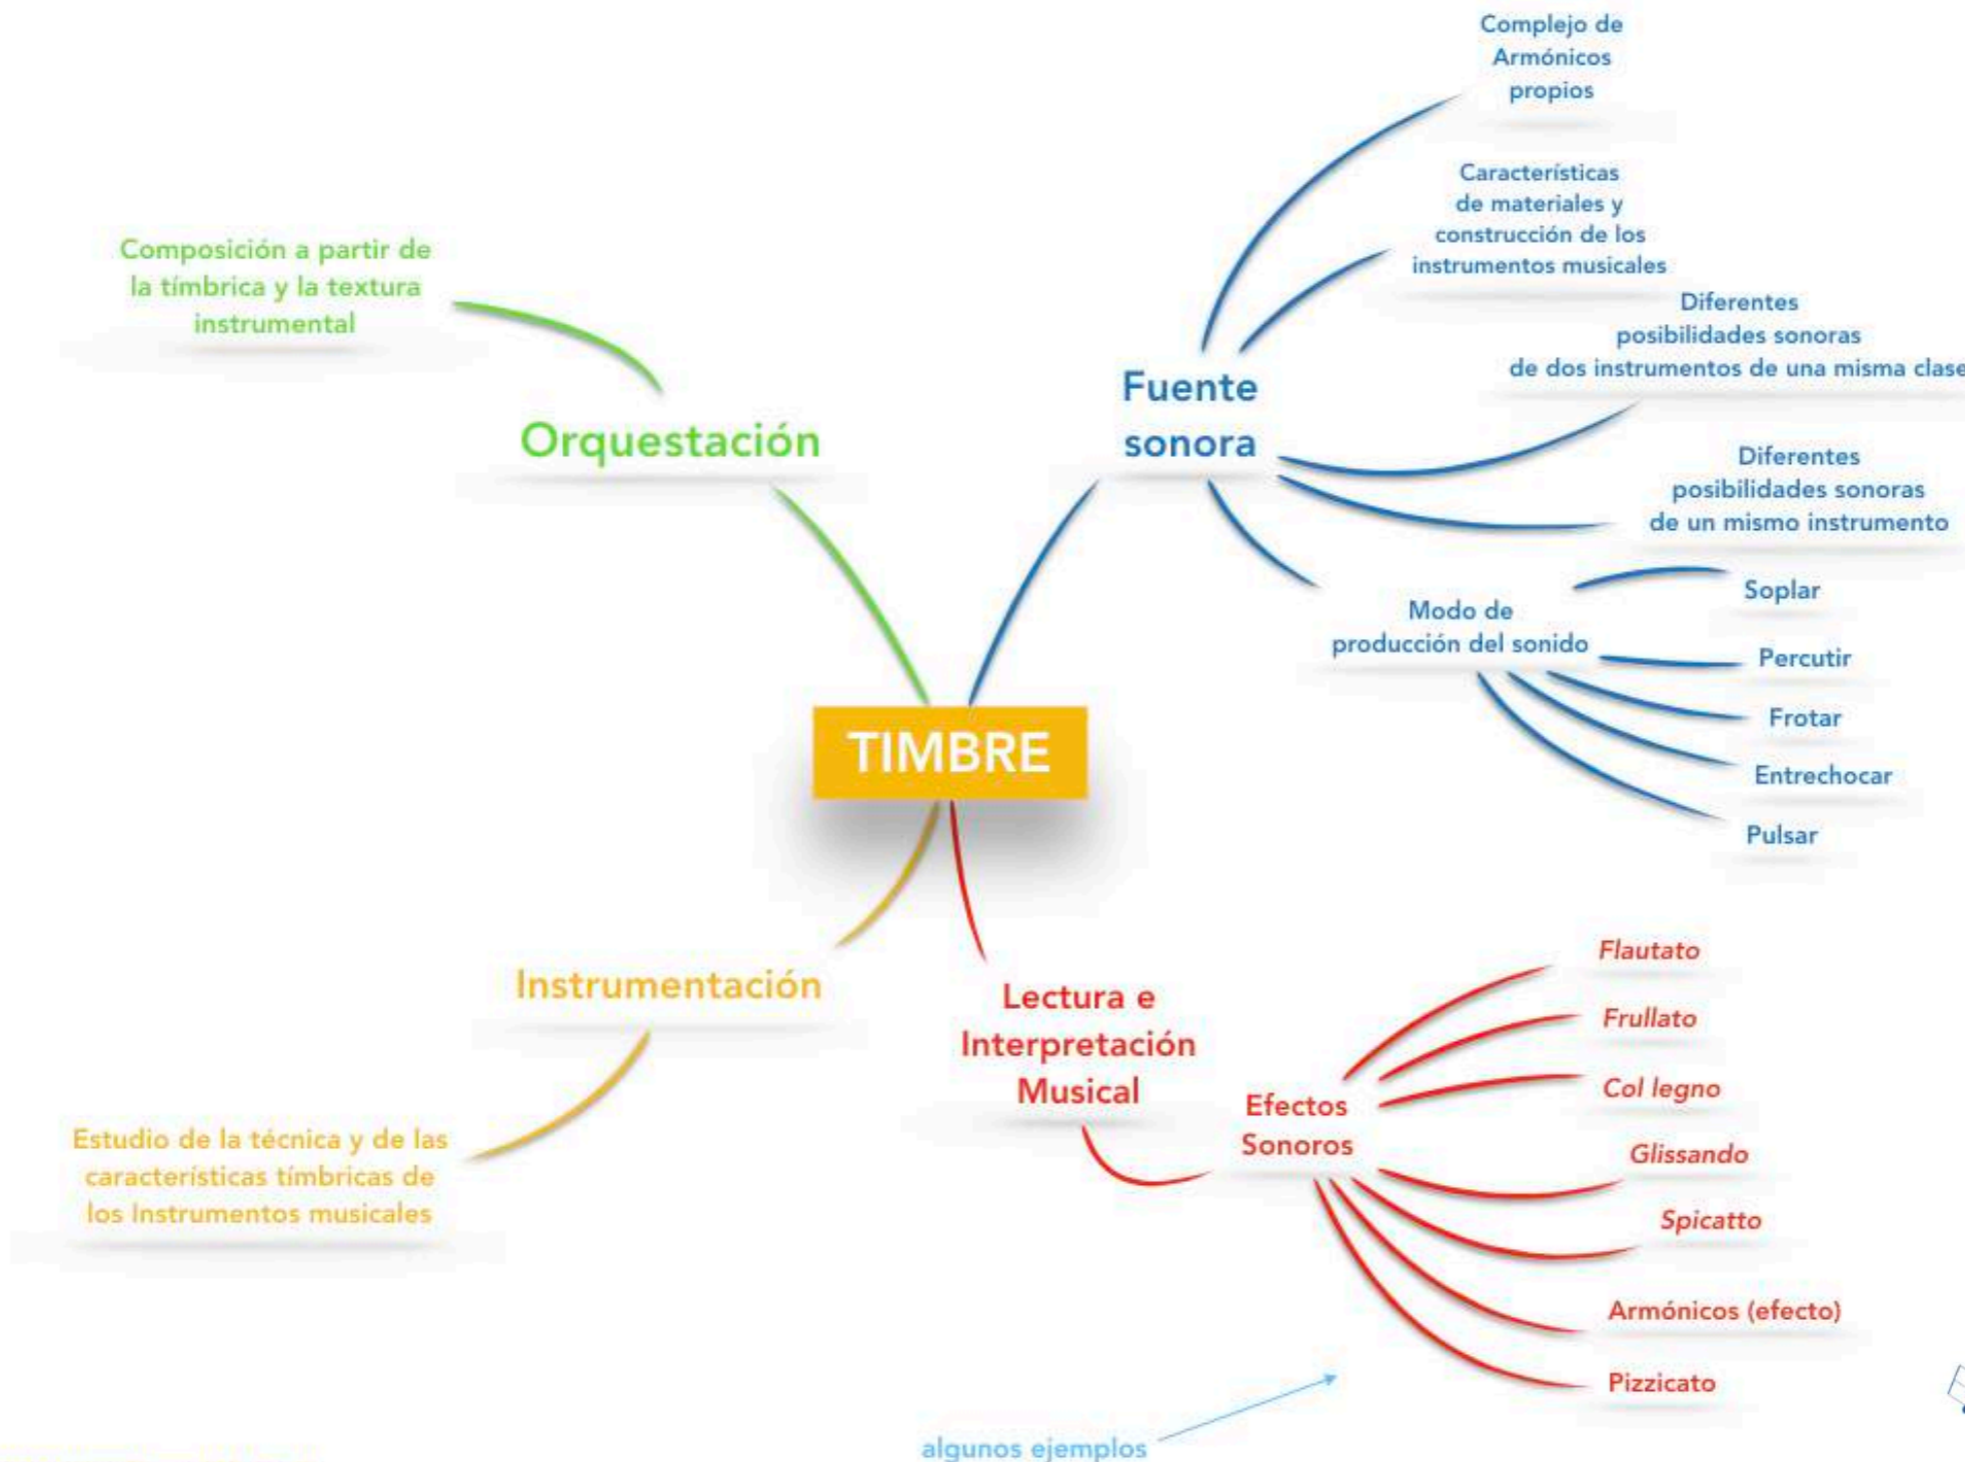 Complejo de
Armónicos
propios
Características
de materiales y
construcción de los
instrumentos musicales
Diferentes
posibilidades sonoras
de dos instrumentos de una misma clase
Fuente
sonora
Diferentes
posibilidades sonoras
de un mismo instrumento
Modo de
producción del sonido
Soplar
Percutir
Frotar
Entrechocar
Pulsar
Composición a partir de
la tímbrica y la textura
instrumental
Orquestación
TIMBRE
Instrumentación
Estudio de la técnica y de las
características tímbricas de
los Instrumentos musicales
Lectura e
Interpretación
Musical
Efectos
Sonoros
Flautato
Frullato
Col legno
Glissando
Spicatto
Armónicos (efecto)
Pizzicato
algunos ejemplos